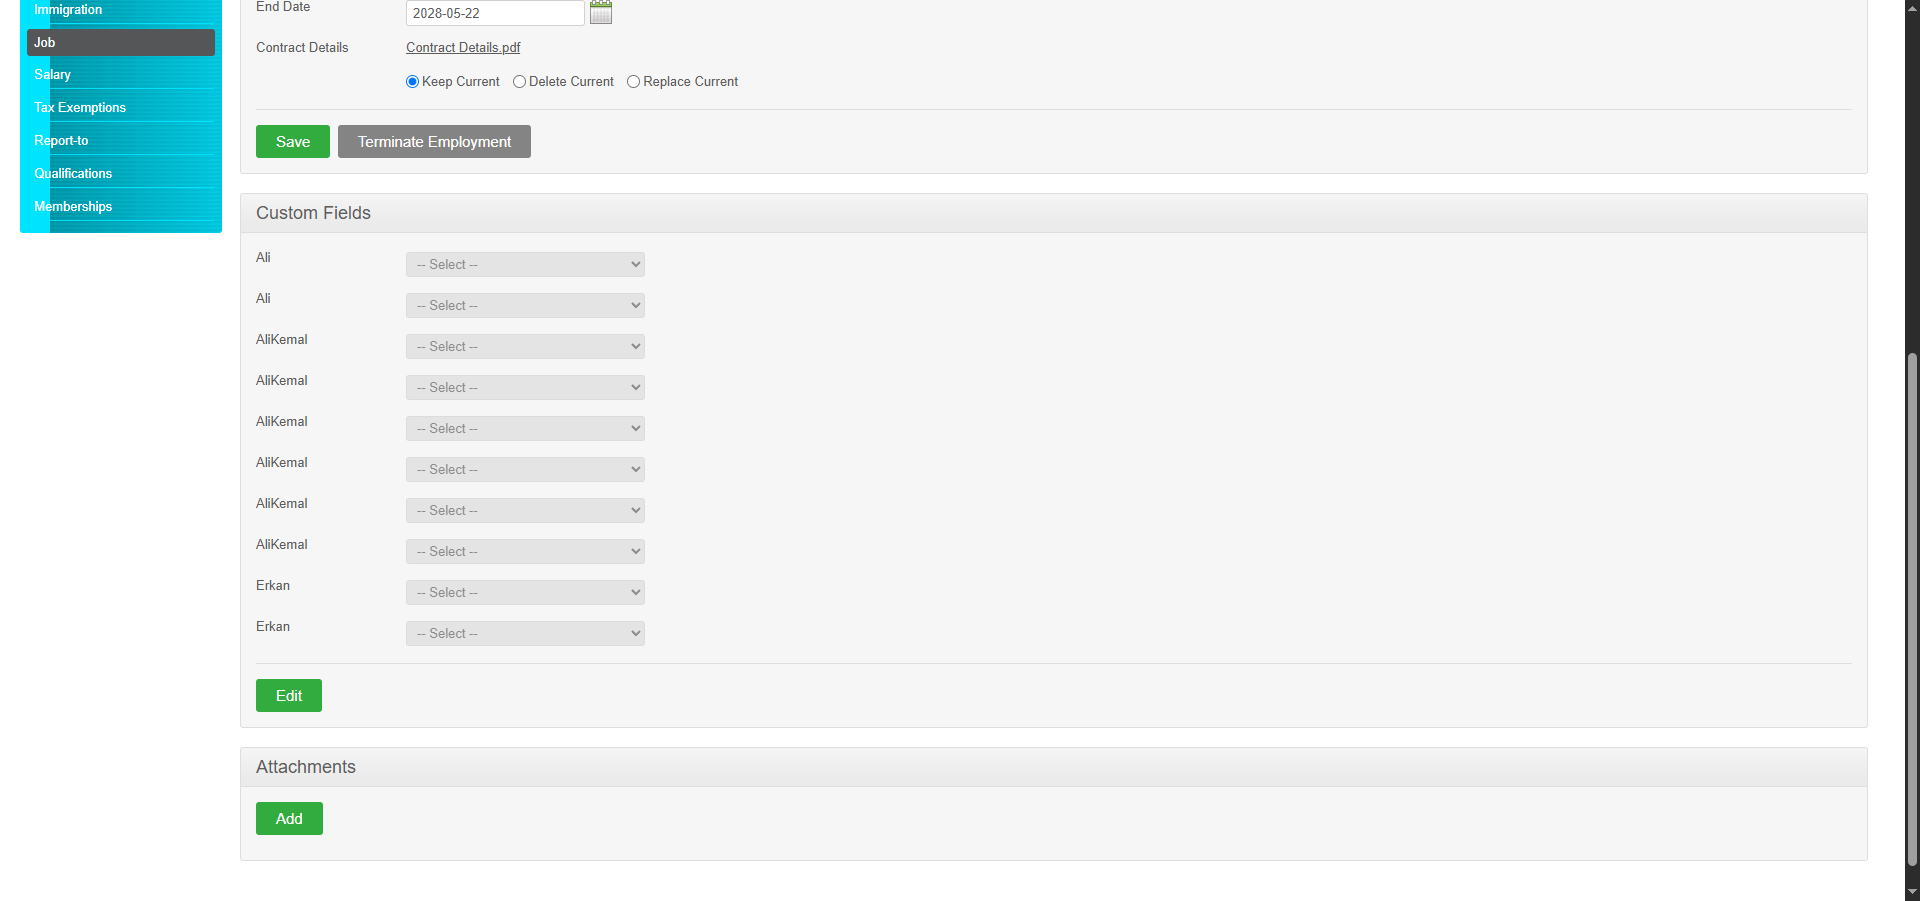 Immigration
Job
Salary
Tax Exemptions
Report-to
Qualifications
Memberships
End Date 2028-05-22
Contract Details Contract Details.pdf
Keep Current Delete Current Replace Current
Save Terminate Employment
Custom Fields
Ali -- Select --
Ali -- Select --
AliKemal -- Select --
AliKemal -- Select --
AliKemal -- Select --
AliKemal -- Select --
AliKemal -- Select --
AliKemal -- Select --
Erkan -- Select --
Erkan -- Select --
Edit
Attachments
Add